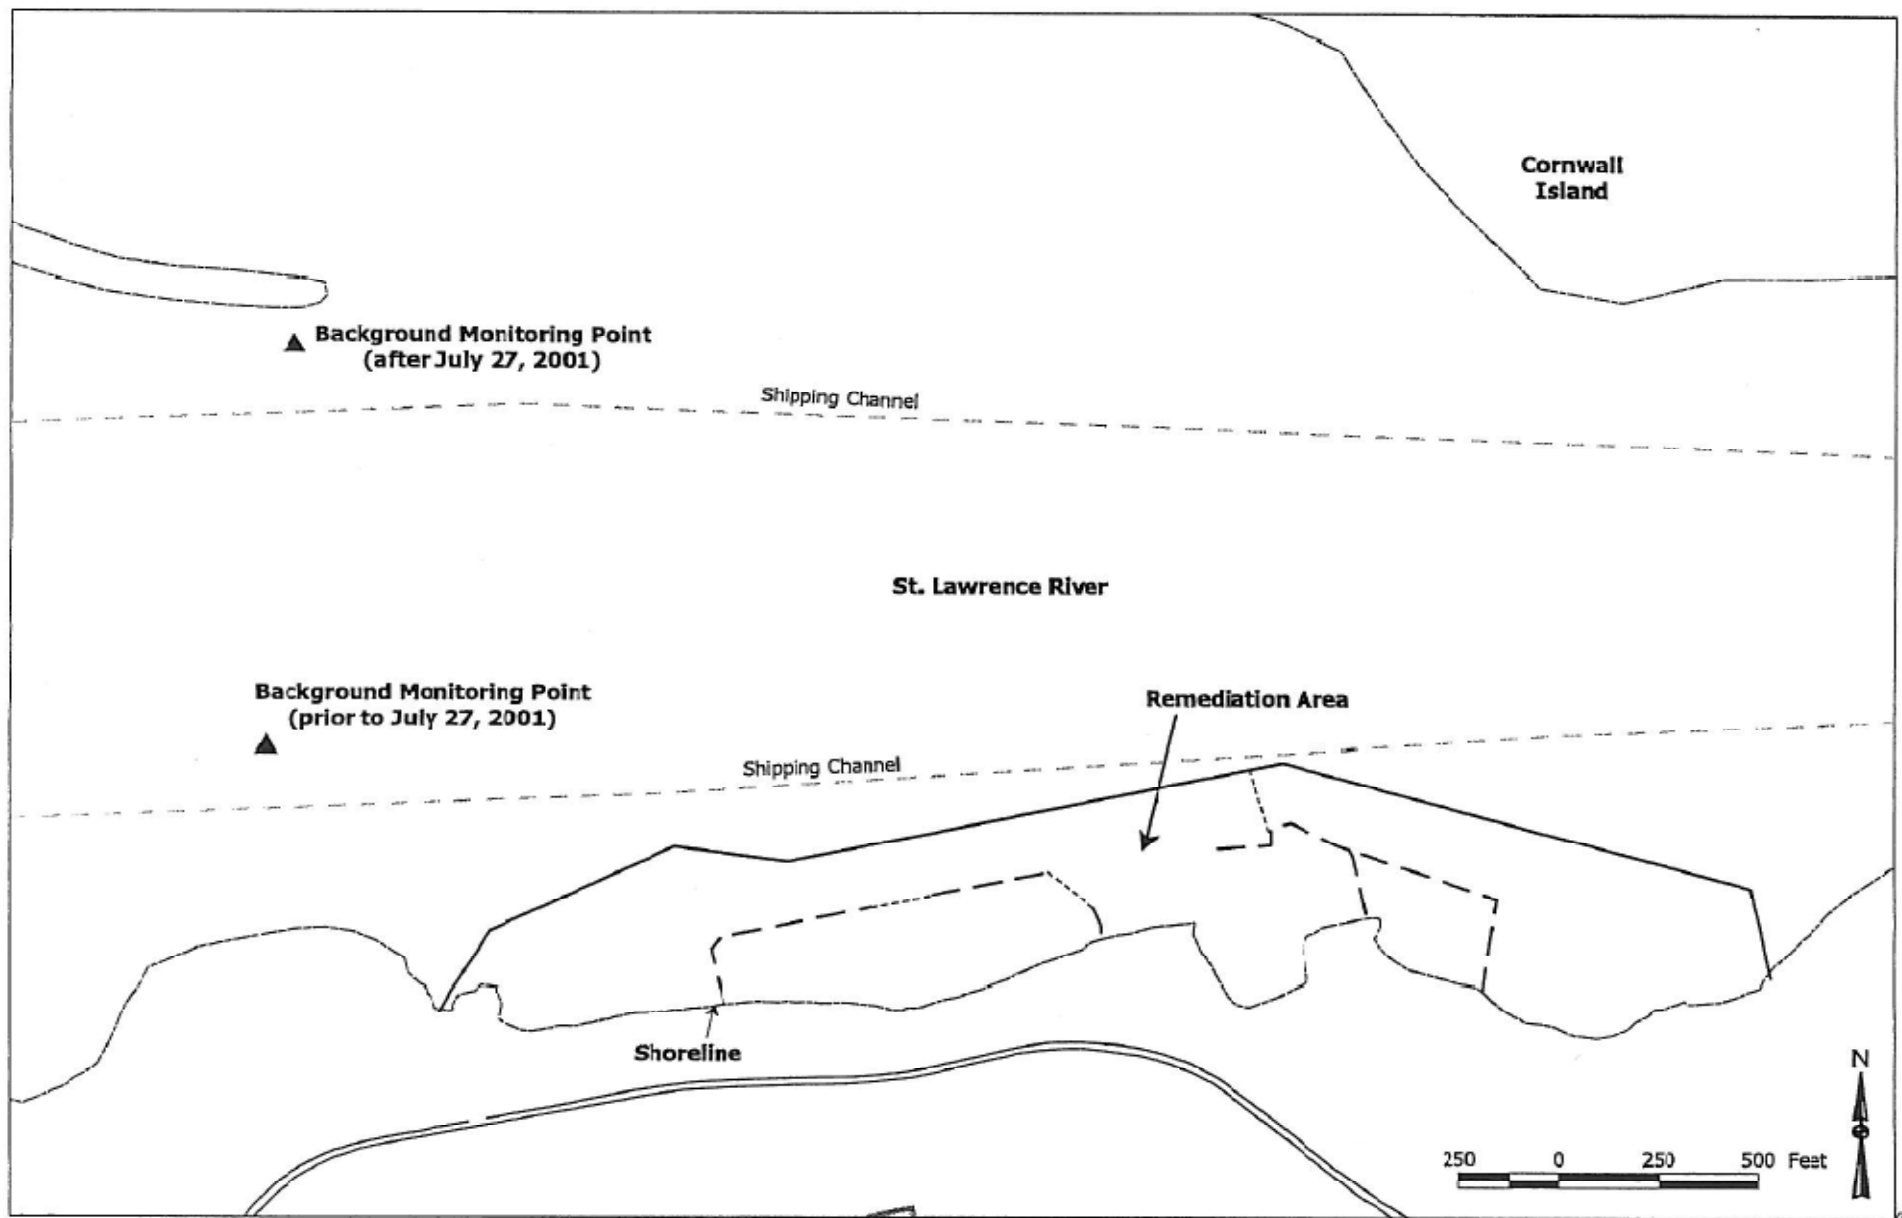 Cornwall
Island
Background Monitoring Point
(after July 27, 2001)
Shipping Channel
St. Lawrence River
Background Monitoring Point
(prior to July 27, 2001)
Remediation Area
Shipping Channel
Shoreline
N
250 0 250 500 Feet